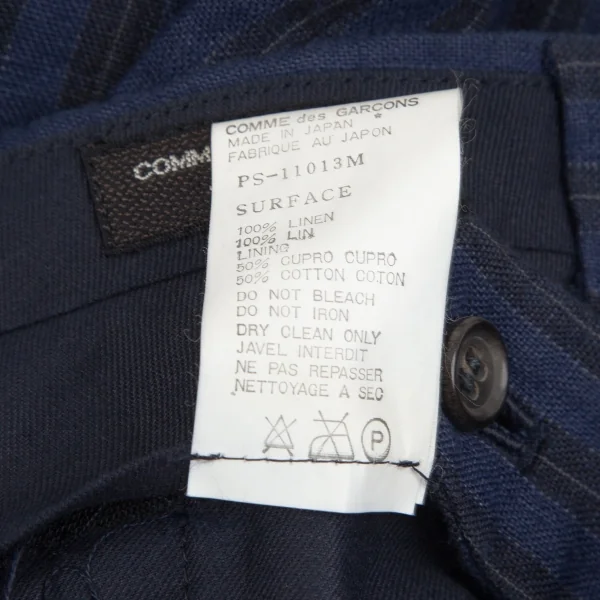 COMM
COMME des GARCONS
MADE IN JAPAN
FABRIQUE AU JAPON
PS-11013M
SURFACE
100% LINEN
100% LIN
LINING
50% CUPRO CUPRO
50% COTTON COTON
DO NOT BLEACH
DO NOT IRON
DRY CLEAN ONLY
JAVEL INTERDIT
NE PAS REPASSER
NETTOYAGE A SEC
P